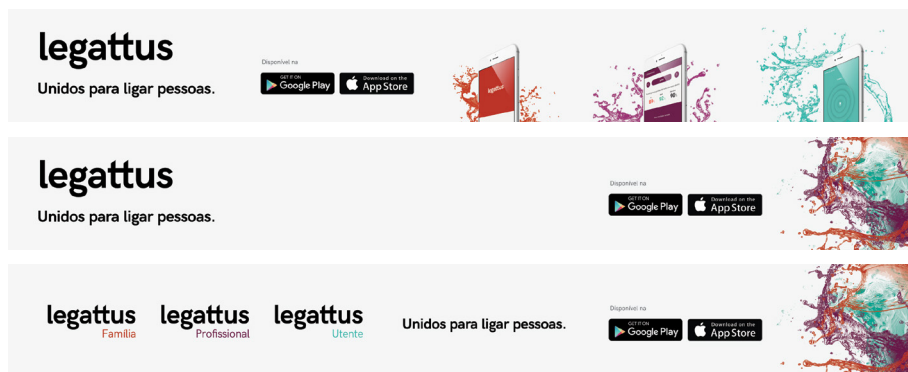 legattus
Unidos para ligar pessoas.
Disponível na
GET IT ON
Google Play
Download on the
App Store
legattus
legattus
Unidos para ligar pessoas.
Disponível na
GET IT ON
Google Play
Download on the
App Store
legattus
Família
legattus
Profissional
legattus
Utente
Unidos para ligar pessoas.
Disponível na
GET IT ON
Google Play
Download on the
App Store